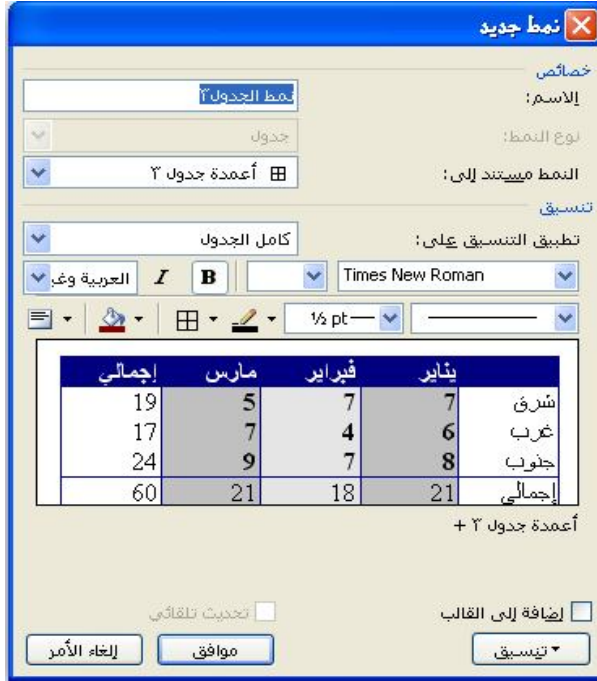 نمط جديد
خصائص
الاسم: نمط الجدول٣
نوع النمط: جدول
النمط مستند إلى: أعمدة جدول ٣
تنسيق
تطبيق التنسيق على: كامل الجدول
Times New Roman B I العربية وغي
½ pt
يناير فبراير مارس إجمالي
شرق 7 7 5 19
غرب 6 4 7 17
جنوب 8 7 9 24
إجمالي 21 18 21 60
أعمدة جدول ٣ +
إضافة إلى القالب تحديث تلقائي
تنسيق موافق إلغاء الأمر